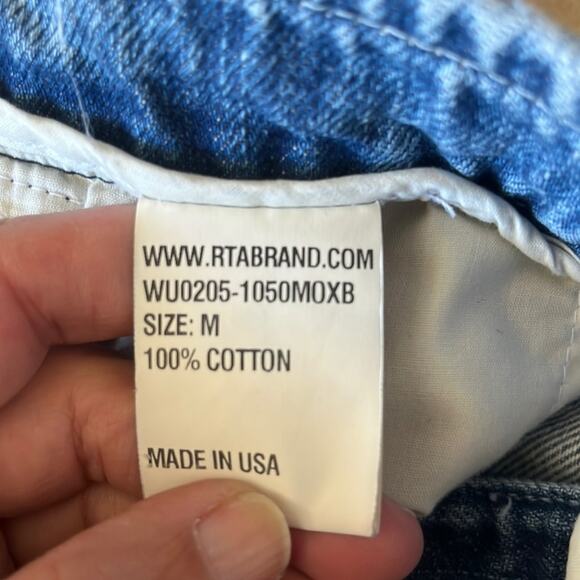 WWW.RTABRAND.COM
WU0205-1050MOXB
SIZE: M
100% COTTON
MADE IN USA